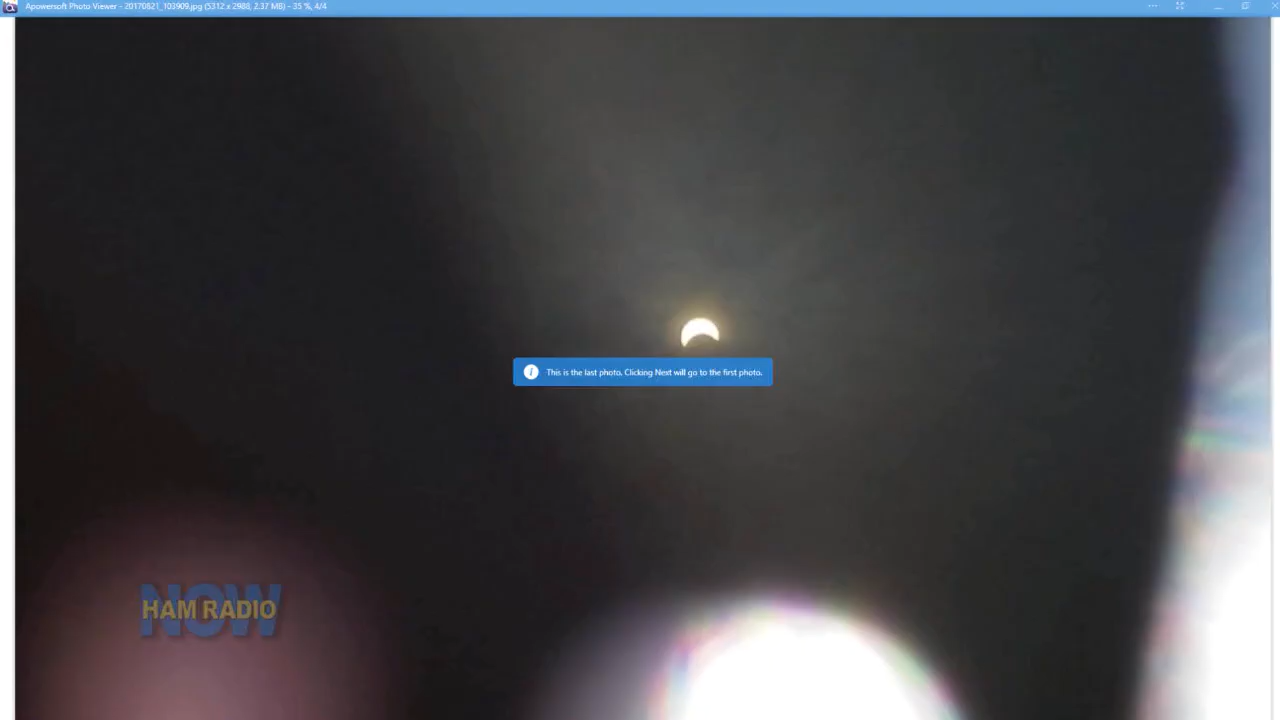 Apowersoft Photo Viewer - 20170821_103909.jpg (5312 x 2988, 2.37 MB) - 35 %, 4/4
This is the last photo. Clicking Next will go to the first photo.
NOW
HAM RADIO